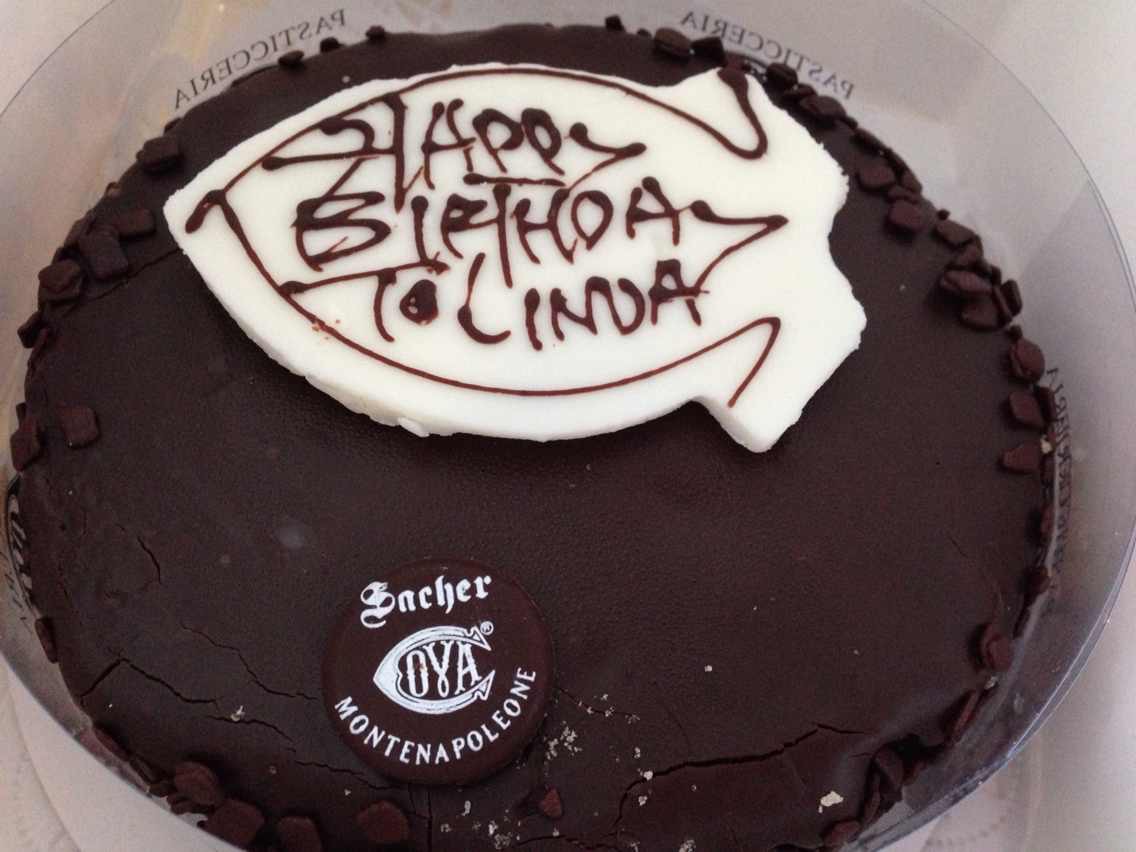 PASTICCERIA PASTICCERIA
HAPPY
BIRTHDAY
TO LINDA
Sacher
COVA®
MONTENAPOLEONE